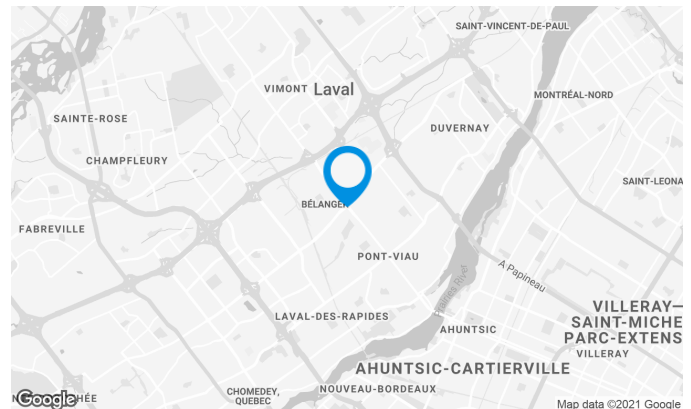 SAINT-VINCENT-DE-PAUL
VIMONT
Laval
MONTRÉAL-NORD
SAINTE-ROSE
DUVERNAY
CHAMPFLEURY
SAINT-LEONA
BÉLANGER
FABREVILLE
PONT-VIAU
A Papineau
Prairies River
LAVAL-DES-RAPIDES
VILLERAY—
SAINT-MICHE
PARC-EXTENS
AHUNTSIC
VILLERAY
AHUNTSIC-CARTIERVILLE
CHOMEDEY,
QUEBEC
NOUVEAU-BORDEAUX
Google
HÉE
Map data ©2021 Google